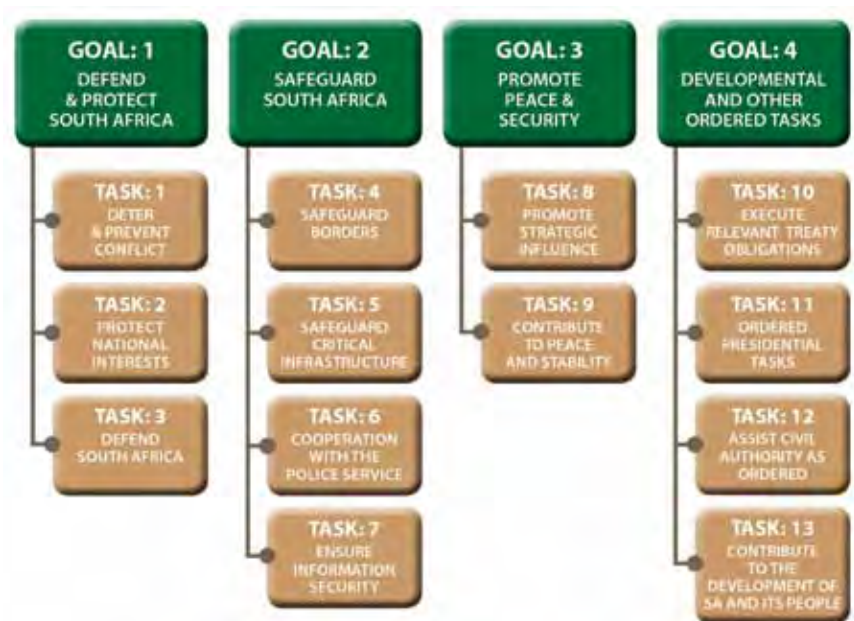 GOAL: 1
DEFEND
& PROTECT
SOUTH AFRICA
TASK: 1
DETER
& PREVENT
CONFLICT
TASK: 2
PROTECT
NATIONAL
INTERESTS
TASK: 3
DEFEND
SOUTH AFRICA
GOAL: 2
SAFEGUARD
SOUTH AFRICA
TASK: 4
SAFEGUARD
BORDERS
TASK: 5
SAFEGUARD
CRITICAL
INFRASTRUCTURE
TASK: 6
COOPERATION
WITH THE
POLICE SERVICE
TASK: 7
ENSURE
INFORMATION
SECURITY
GOAL: 3
PROMOTE
PEACE &
SECURITY
TASK: 8
PROMOTE
STRATEGIC
INFLUENCE
TASK: 9
CONTRIBUTE
TO PEACE
AND STABILITY
GOAL: 4
DEVELOPMENTAL
AND OTHER
ORDERED TASKS
TASK: 10
EXECUTE
RELEVANT TREATY
OBLIGATIONS
TASK: 11
ORDERED
PRESIDENTIAL
TASKS
TASK: 12
ASSIST CIVIL
AUTHORITY AS
ORDERED
TASK: 13
CONTRIBUTE
TO THE
DEVELOPMENT OF
SA AND ITS PEOPLE